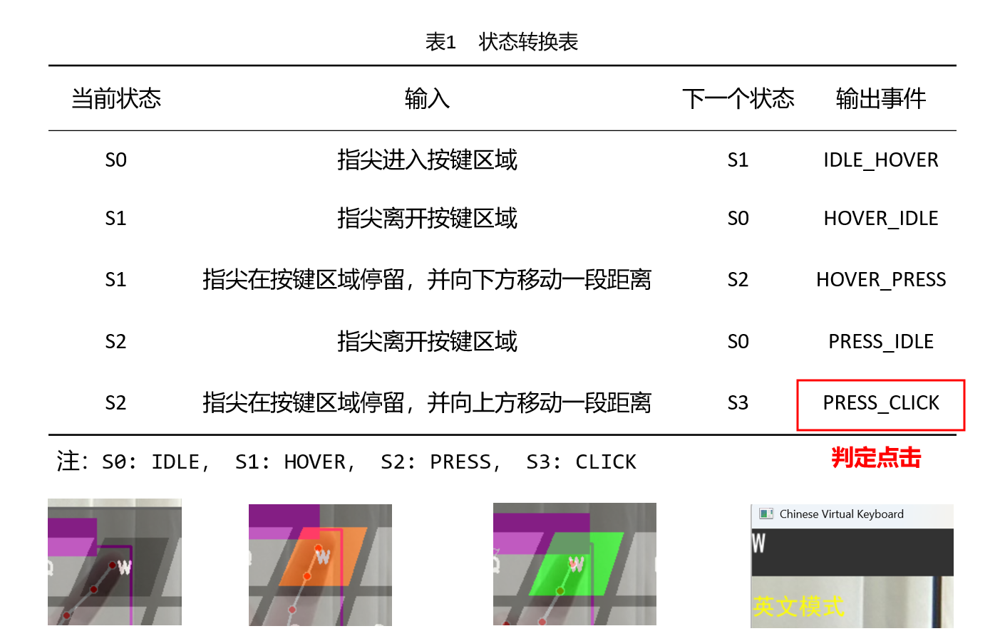 表1 状态转换表
当前状态 输入 下一个状态 输出事件
S0 指尖进入按键区域 S1 IDLE_HOVER
S1 指尖离开按键区域 S0 HOVER_IDLE
S1 指尖在按键区域停留，并向下方移动一段距离 S2 HOVER_PRESS
S2 指尖离开按键区域 S0 PRESS_IDLE
S2 指尖在按键区域停留，并向上方移动一段距离 S3 PRESS_CLICK
注：S0: IDLE, S1: HOVER, S2: PRESS, S3: CLICK
判定点击
Q W
W
Q W
Chinese Virtual Keyboard
W
英文模式